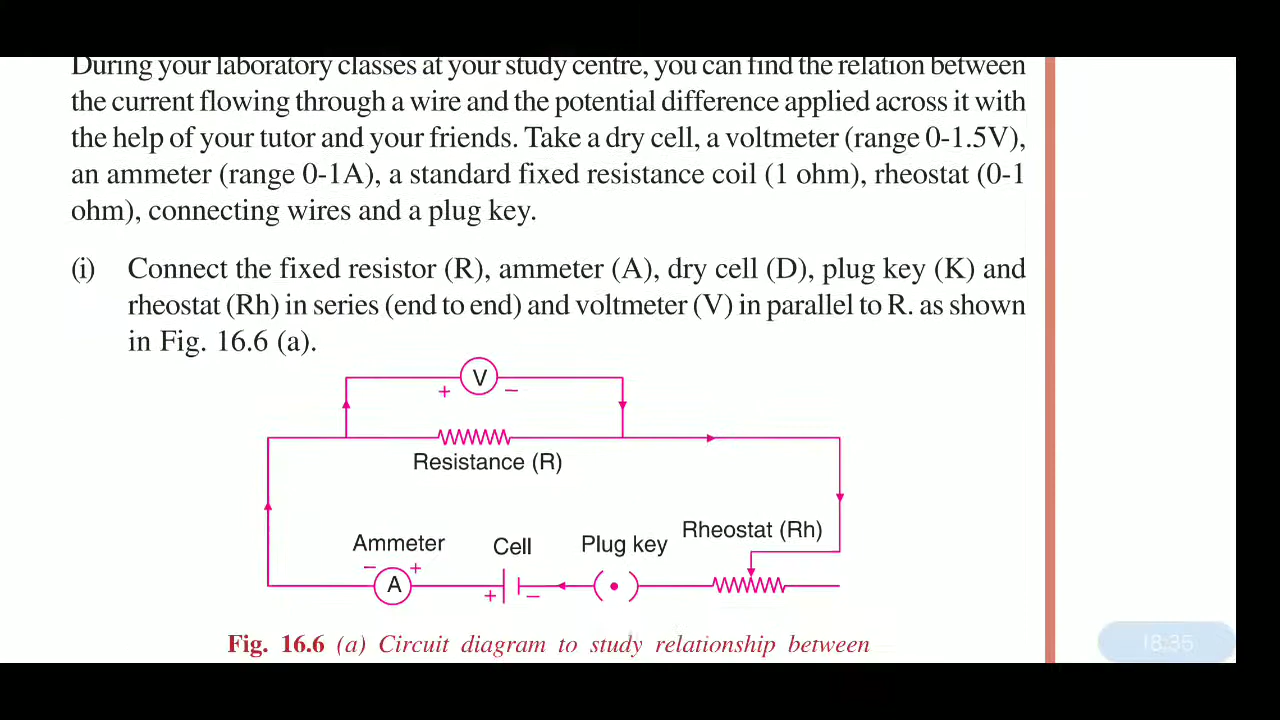 During your laboratory classes at your study centre, you can find the relation between
the current flowing through a wire and the potential difference applied across it with
the help of your tutor and your friends. Take a dry cell, a voltmeter (range 0-1.5V),
an ammeter (range 0-1A), a standard fixed resistance coil (1 ohm), rheostat (0-1
ohm), connecting wires and a plug key.
(i) Connect the fixed resistor (R), ammeter (A), dry cell (D), plug key (K) and
rheostat (Rh) in series (end to end) and voltmeter (V) in parallel to R. as shown
in Fig. 16.6 (a).
V
+ −
Resistance (R)
Rheostat (Rh)
Ammeter Cell Plug key
− +
A
+ −
Fig. 16.6 (a) Circuit diagram to study relationship between
18:35